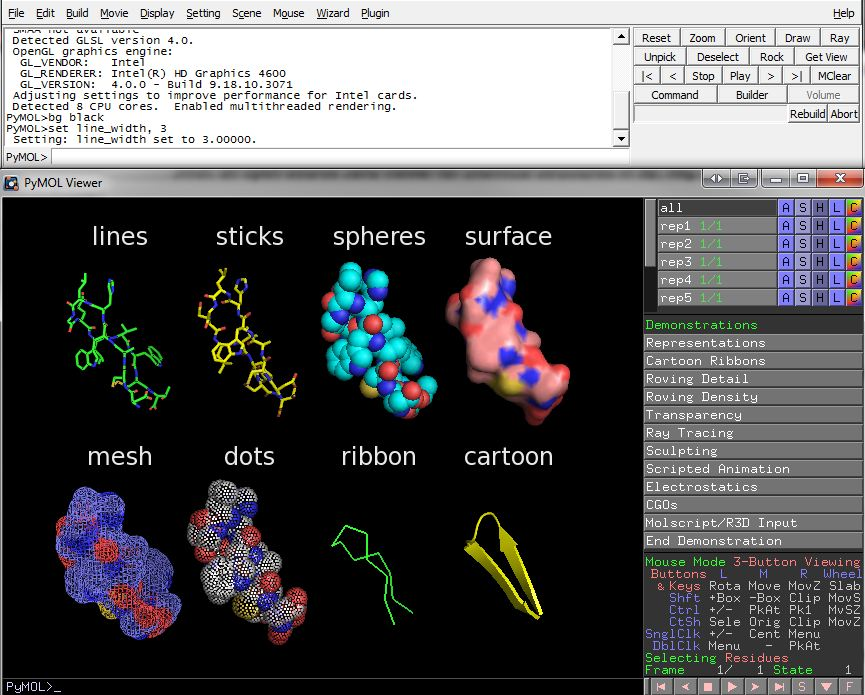 File Edit Build Movie Display Setting Scene Mouse Wizard Plugin Help
Detected GLSL version 4.0.
OpenGL graphics engine:
GL_VENDOR: Intel
GL_RENDERER: Intel(R) HD Graphics 4600
GL_VERSION: 4.0.0 - Build 9.18.10.3071
Adjusting settings to improve performance for Intel cards.
Detected 8 CPU cores. Enabled multithreaded rendering.
PyMOL>bg black
PyMOL>set line_width, 3
Setting: line_width set to 3.00000.
PyMOL>
Reset Zoom Orient Draw Ray
Unpick Deselect Rock Get View
|< < Stop Play > >| MClear
Command Builder Volume
Rebuild Abort
PyMOL Viewer
lines sticks spheres surface
mesh dots ribbon cartoon
all A S H L C
rep1 1/1 A S H L C
rep2 1/1 A S H L C
rep3 1/1 A S H L C
rep4 1/1 A S H L C
rep5 1/1 A S H L C
Demonstrations
Representations
Cartoon Ribbons
Roving Detail
Roving Density
Transparency
Ray Tracing
Sculpting
Scripted Animation
Electrostatics
CGOs
Molscript/R3D Input
End Demonstration
Mouse Mode 3-Button Viewing
Buttons L M R Wheel
& Keys Rota Move MovZ Slab
Shft +Box -Box Clip MovS
Ctrl +/- PkAt Pk1 MvSZ
CtSh Sele Orig Clip MovZ
SnglClk +/- Cent Menu
DblClk Menu - PkAt
Selecting Residues
Frame 1/ 1 State 1
PyMOL>_
S F